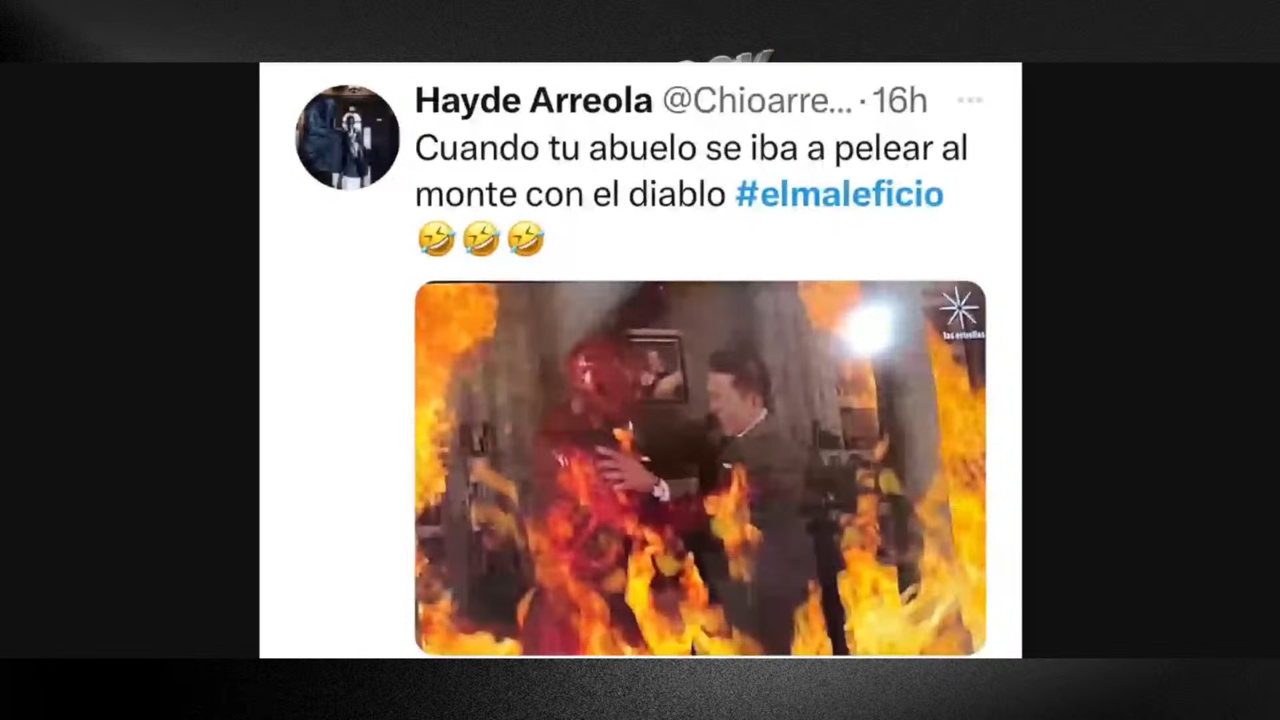 Hayde Arreola @Chioarre... · 16h
Cuando tu abuelo se iba a pelear al
monte con el diablo #elmaleficio
🤣🤣🤣
las estrellas